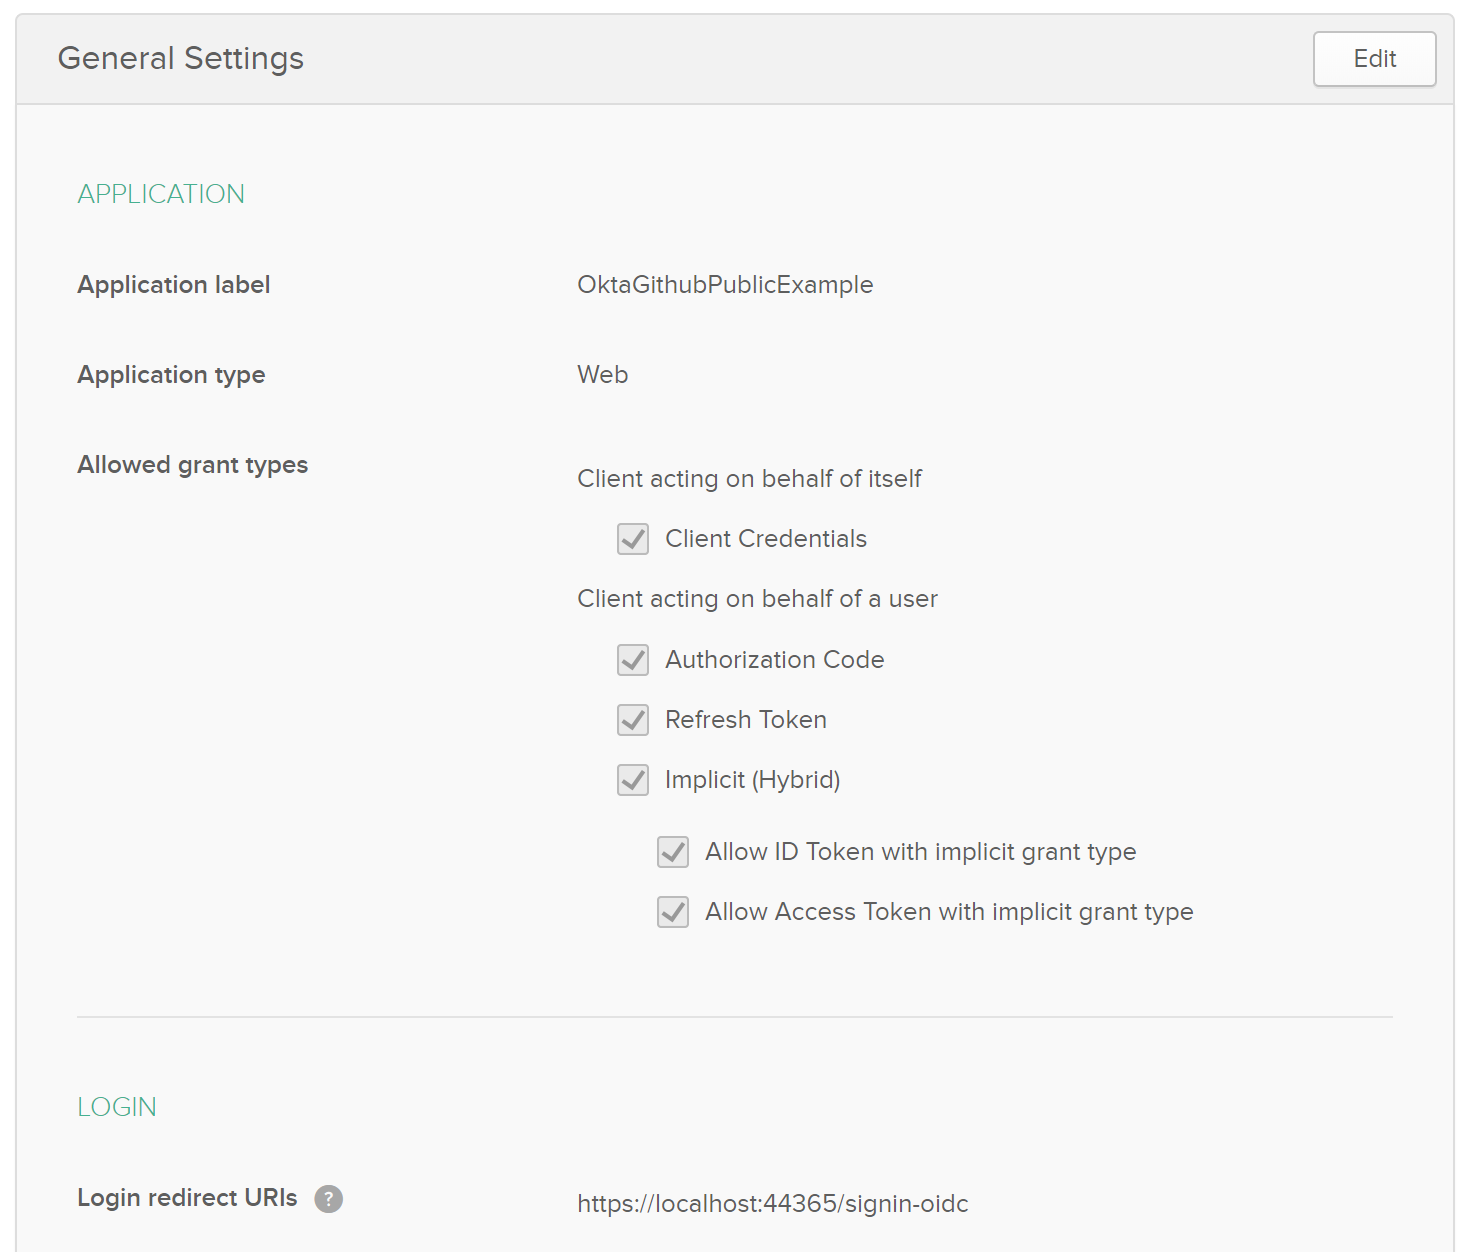 General Settings
Edit
APPLICATION
Application label
OktaGithubPublicExample
Application type
Web
Allowed grant types
Client acting on behalf of itself
Client Credentials
Client acting on behalf of a user
Authorization Code
Refresh Token
Implicit (Hybrid)
Allow ID Token with implicit grant type
Allow Access Token with implicit grant type
LOGIN
Login redirect URIs ?
https://localhost:44365/signin-oidc